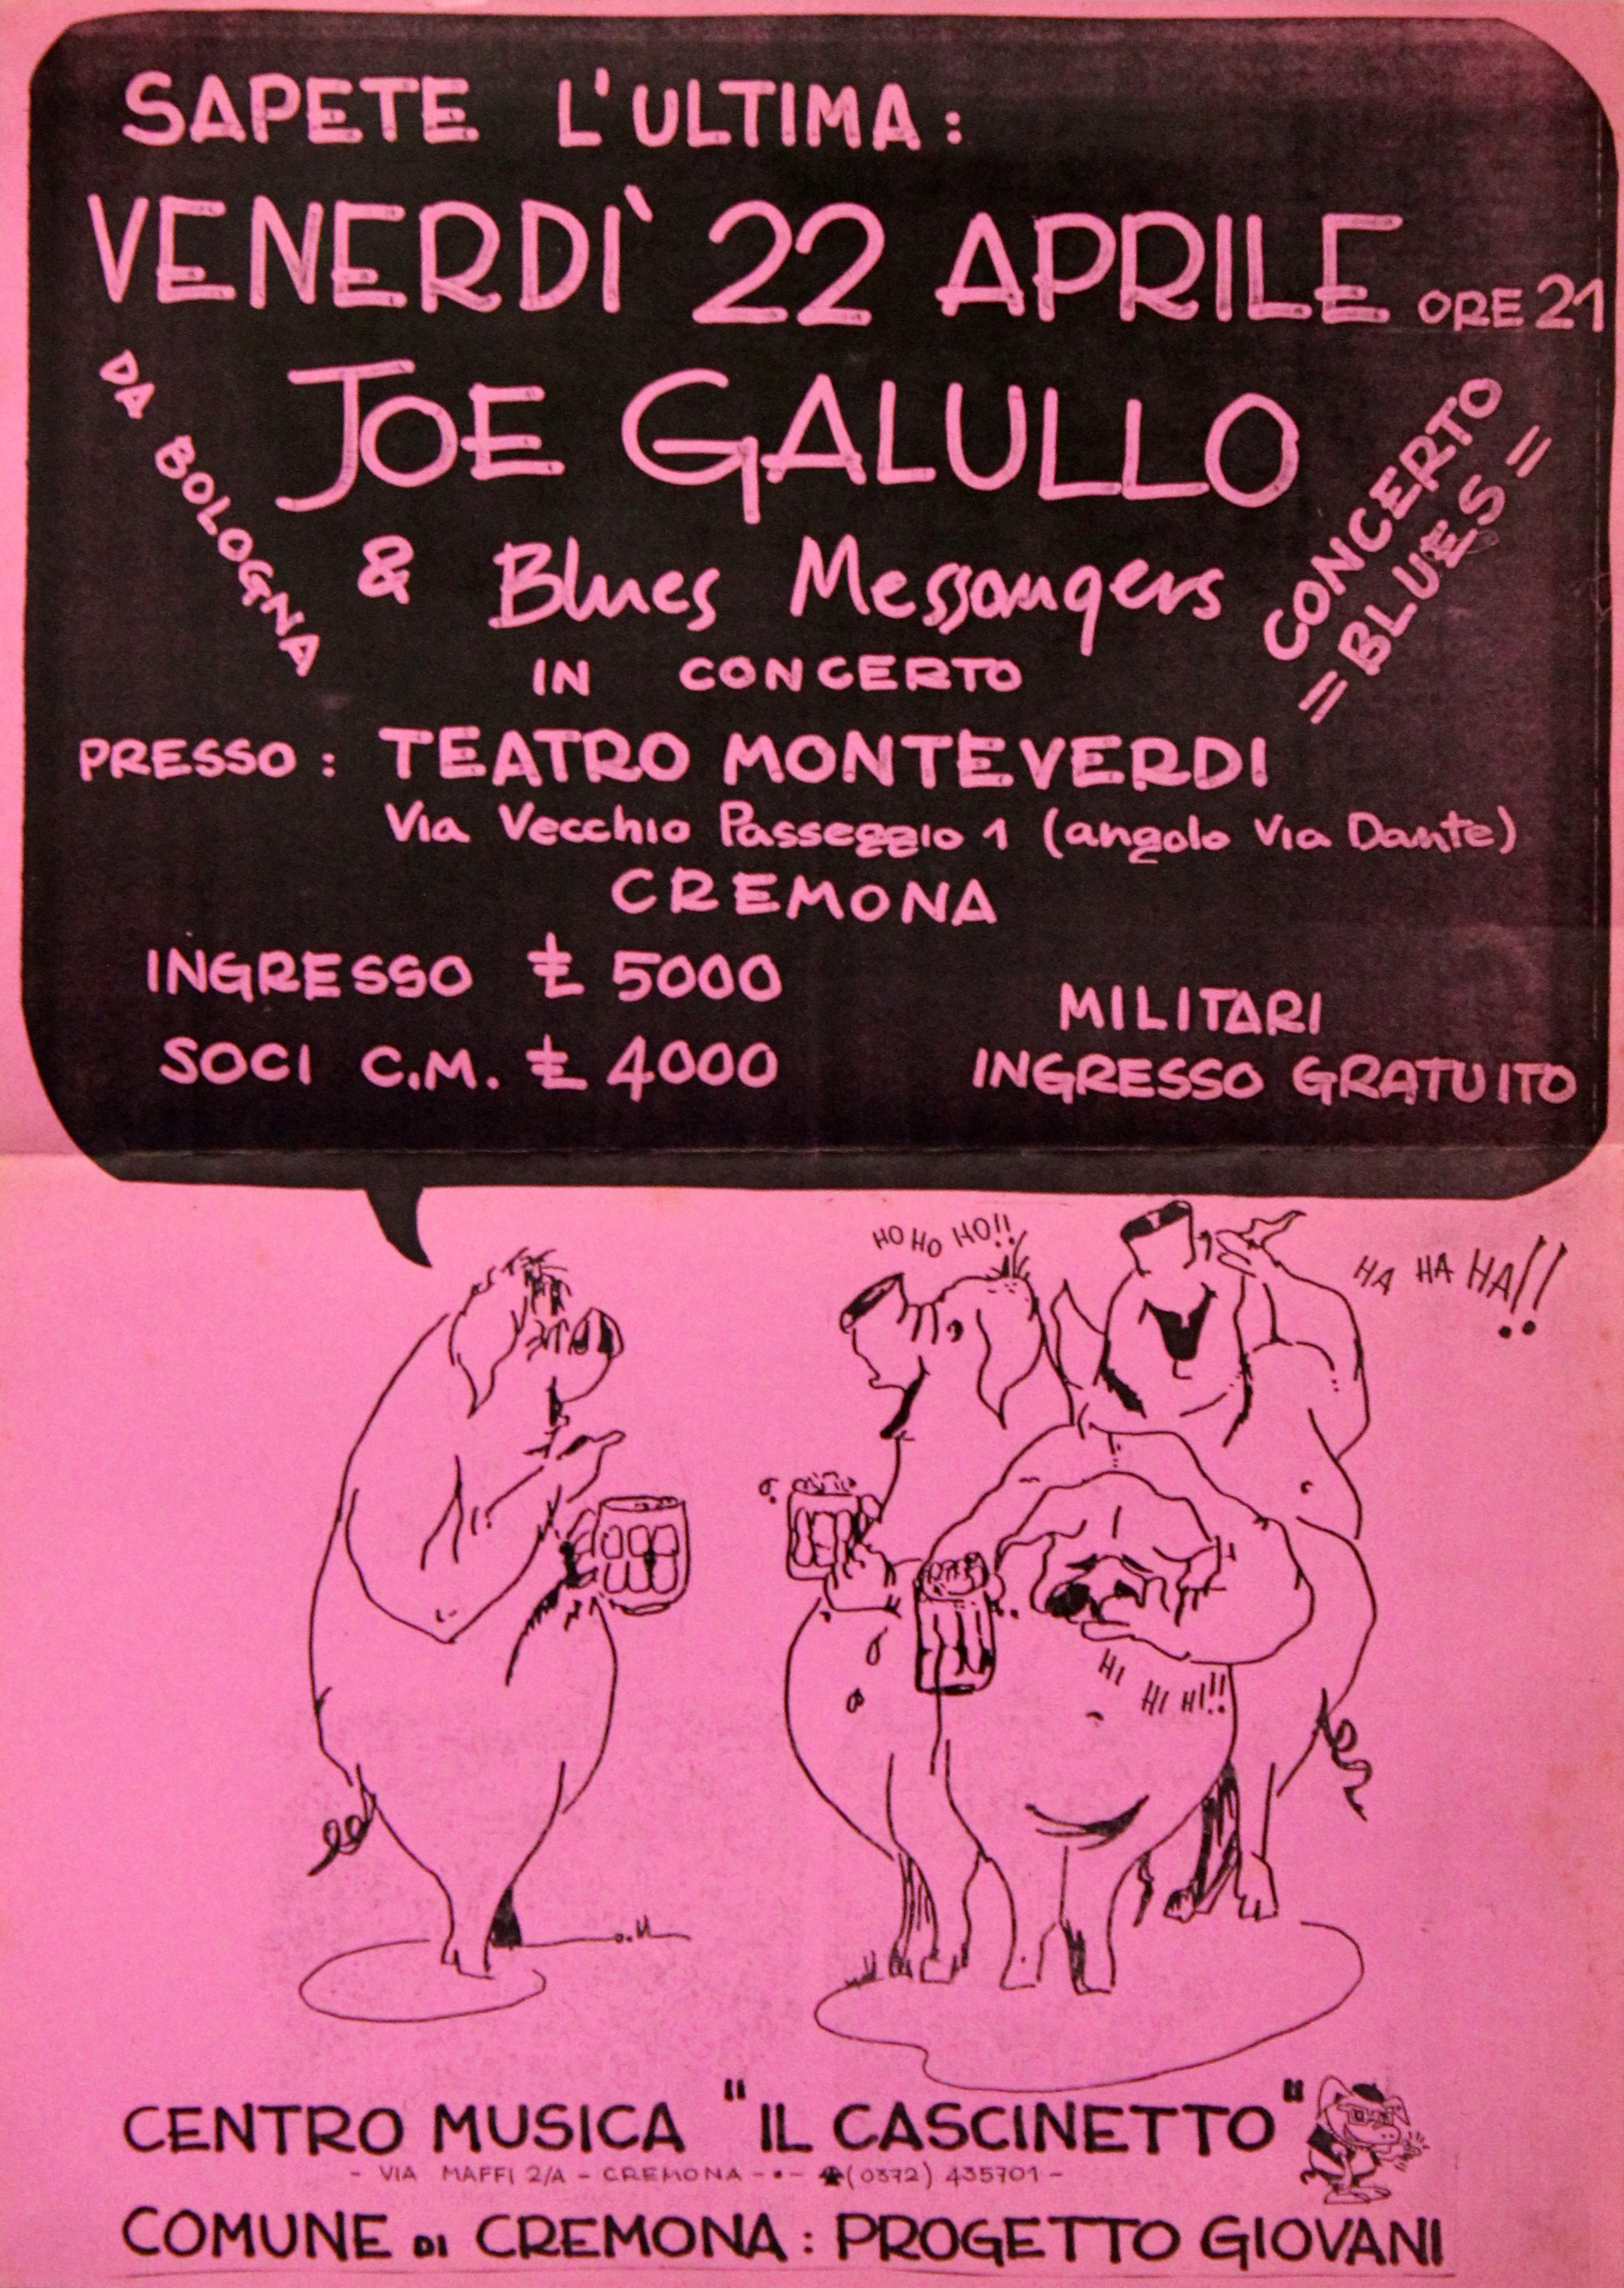 SAPETE L'ULTIMA:
VENERDÌ 22 APRILE ORE 21
DA BOLOGNA
JOE GALULLO
& Blues Messangers
CONCERTO
=BLUES=
IN CONCERTO
PRESSO: TEATRO MONTEVERDI
Via Vecchio Passeggio 1 (angolo Via Dante)
CREMONA
INGRESSO £ 5000
SOCI C.M. £ 4000
MILITARI
INGRESSO GRATUITO
HO HO HO!!
HA HA HA!!
HI HI HI!!
CENTRO MUSICA "IL CASCINETTO"
- VIA MAFFI 2/A - CREMONA -•- ☎(0372) 435701-
COMUNE DI CREMONA: PROGETTO GIOVANI